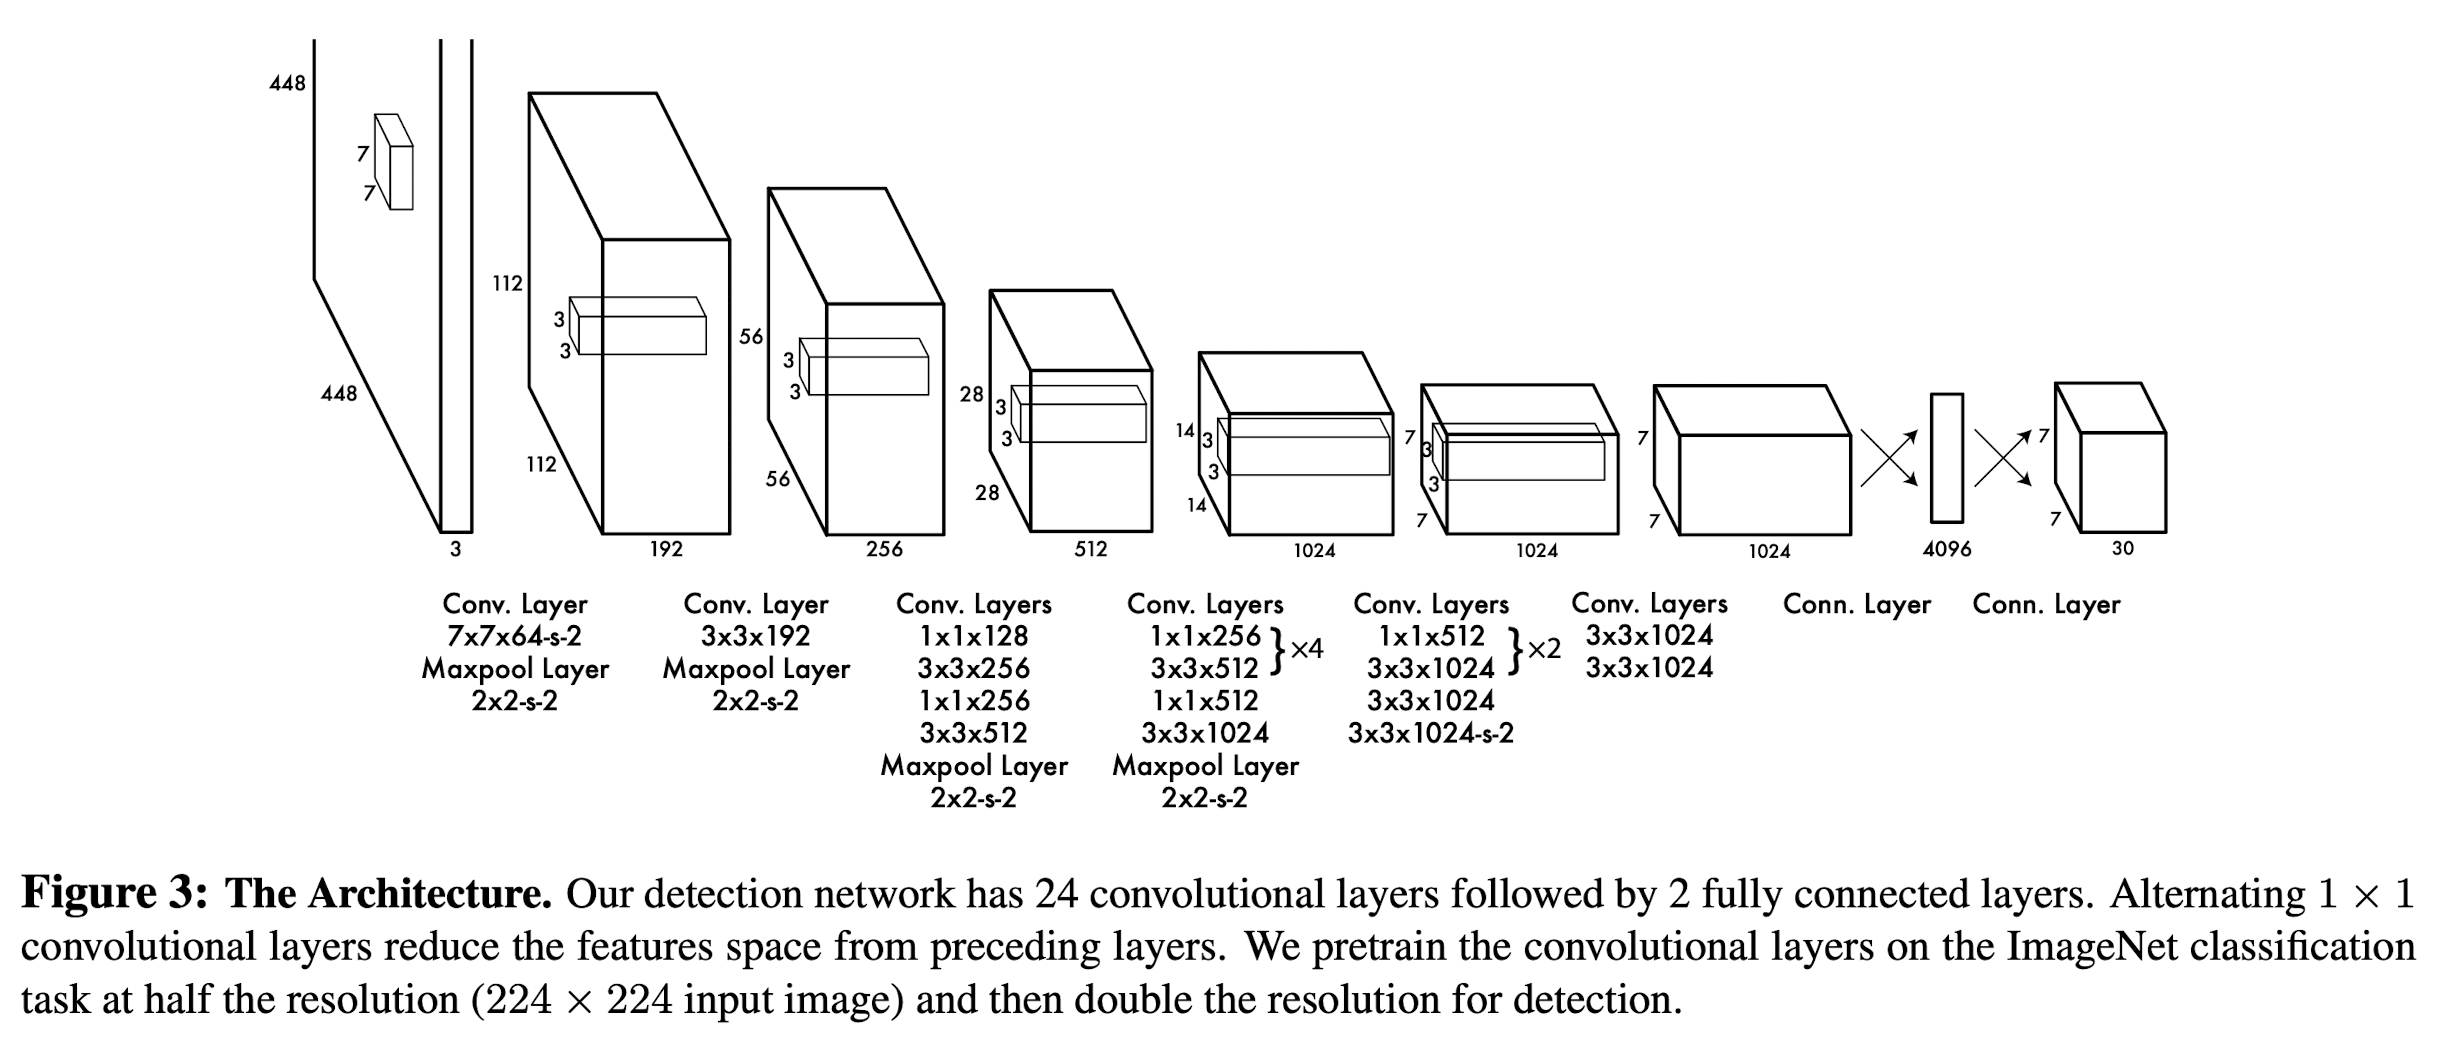 448
7
7
448
3
112
3
3
112
192
56
3
3
56
256
28
3
3
28
512
14
3
3
14
1024
7
3
3
7
1024
7
7
1024
4096
7
7
30
Conv. Layer
7x7x64-s-2
Maxpool Layer
2x2-s-2
Conv. Layer
3x3x192
Maxpool Layer
2x2-s-2
Conv. Layers
1x1x128
3x3x256
1x1x256
3x3x512
Maxpool Layer
2x2-s-2
Conv. Layers
1x1x256
3x3x512
} ×4
1x1x512
3x3x1024
Maxpool Layer
2x2-s-2
Conv. Layers
1x1x512
3x3x1024
} ×2
3x3x1024
3x3x1024-s-2
Conv. Layers
3x3x1024
3x3x1024
Conn. Layer
Conn. Layer
Figure 3: The Architecture. Our detection network has 24 convolutional layers followed by 2 fully connected layers. Alternating 1 × 1
convolutional layers reduce the features space from preceding layers. We pretrain the convolutional layers on the ImageNet classification
task at half the resolution (224 × 224 input image) and then double the resolution for detection.